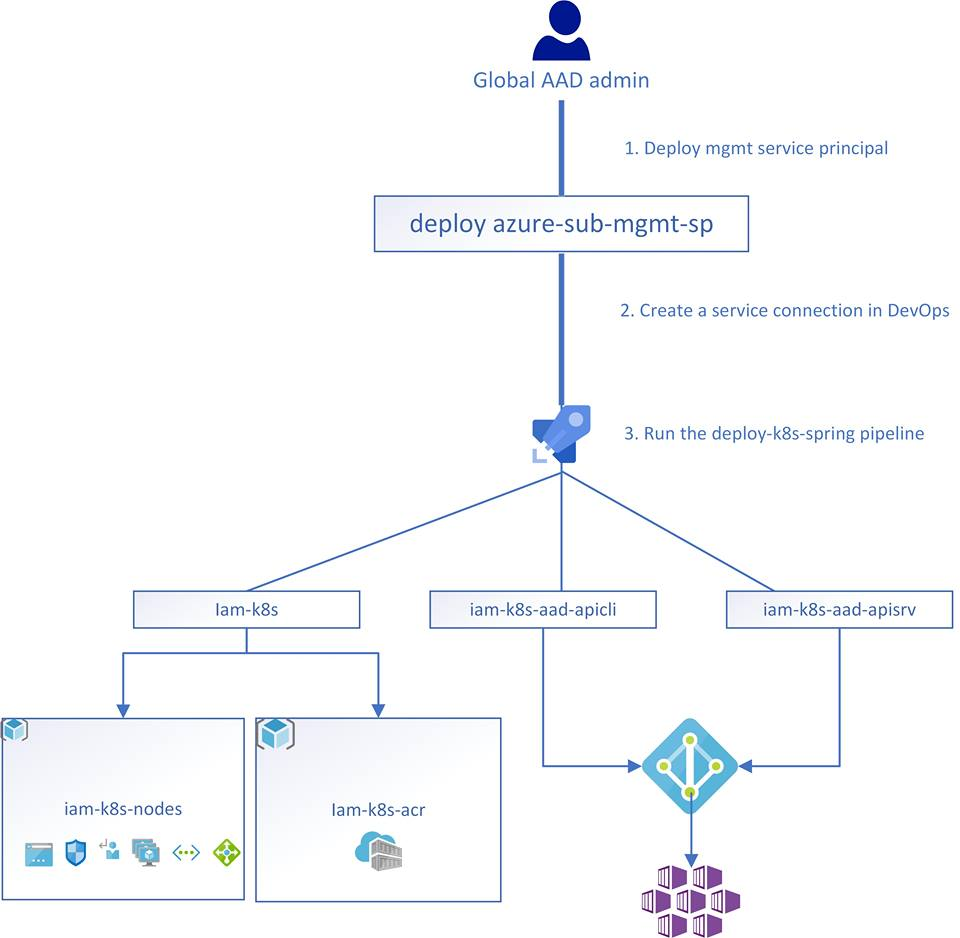 Global AAD admin
1. Deploy mgmt service principal
deploy azure-sub-mgmt-sp
2. Create a service connection in DevOps
3. Run the deploy-k8s-spring pipeline
Iam-k8s
iam-k8s-aad-apicli
iam-k8s-aad-apisrv
iam-k8s-nodes
Iam-k8s-acr